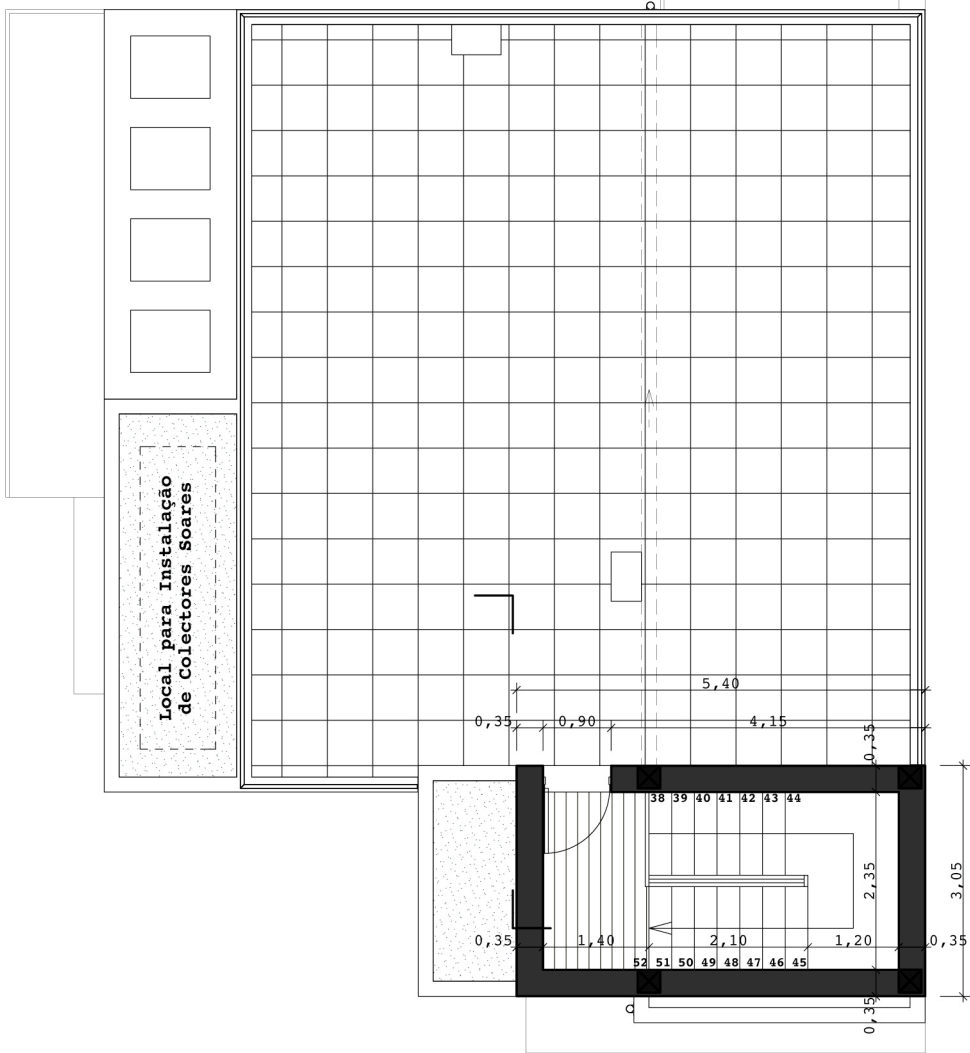 Local para Instalação
de Colectores Soares
5,40
0,35 0,90 4,15
0,35
38 39 40 41 42 43 44
2,35
3,05
0,35 1,40 2,10 1,20 0,35
52 51 50 49 48 47 46 45
0,35